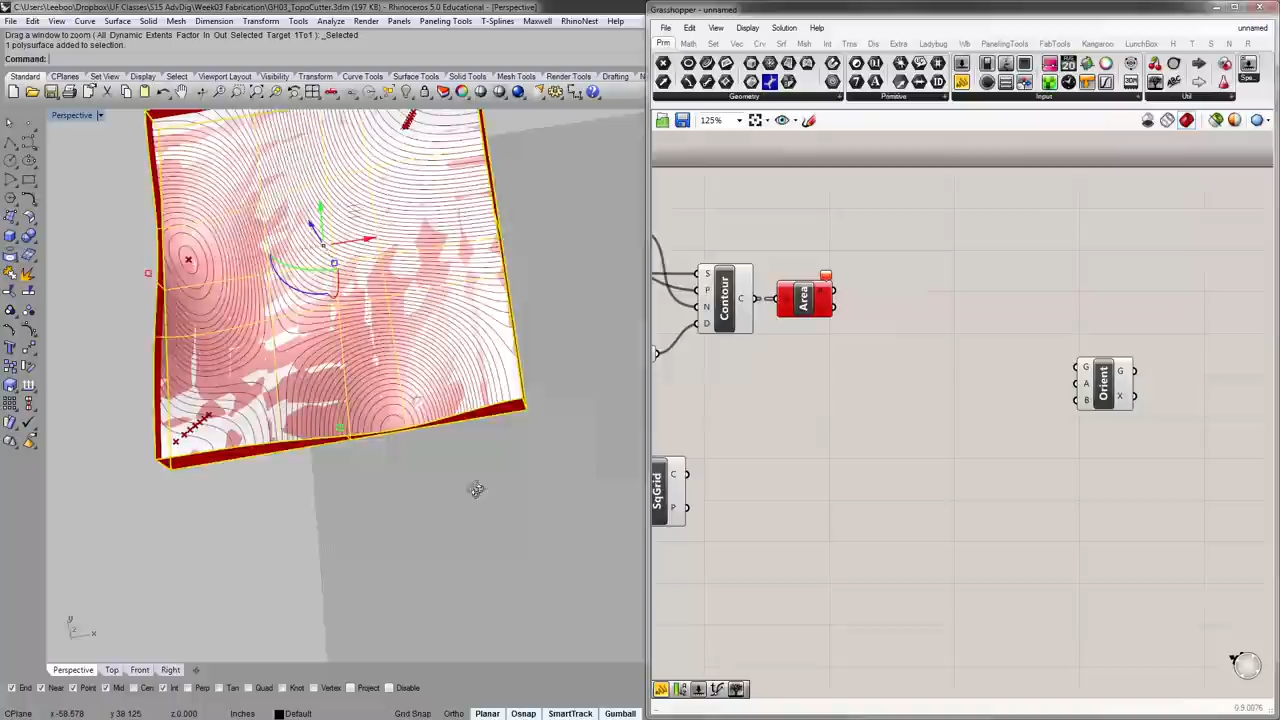 C:\Users\Leeboo\Dropbox\UF Classes\S15 AdvDig\Week03 Fabrication\GH03_TopoCutter.3dm (197 KB) - Rhinoceros 5.0 Educational - [Perspective]
File Edit View Curve Surface Solid Mesh Dimension Transform Tools Analyze Render Paneling Tools T-Splines Maxwell RhinoNest Help
Drag a window to zoom ( All Dynamic Extents Factor In Out Selected Target 1To1 ): _Selected
1 polysurface added to selection.
Command:
Standard CPlanes Set View Display Select Viewport Layout Visibility Transform Curve Tools Surface Tools Solid Tools Mesh Tools Render Tools Drafting
Perspective
y
z x
Perspective Top Front Right
End Near Point Mid Cen Int Perp Tan Quad Knot Vertex Project Disable
CPlane x -58.578 y 38.125 z 0.000 Inches Default Grid Snap Ortho Planar Osnap SmartTrack Gumball
Grasshopper - unnamed
File Edit View Display Solution Help unnamed
Prm Math Set Vec Crv Srf Msh Int Trns Dis Extra Ladybug Wb PanelingTools FabTools Kangaroo LunchBox H T S N R
Geometry Primitive Input Util Spe..
125%
S P N D Contour C
Area
G A B Orient G X
SqGrid C P
0.9.0076